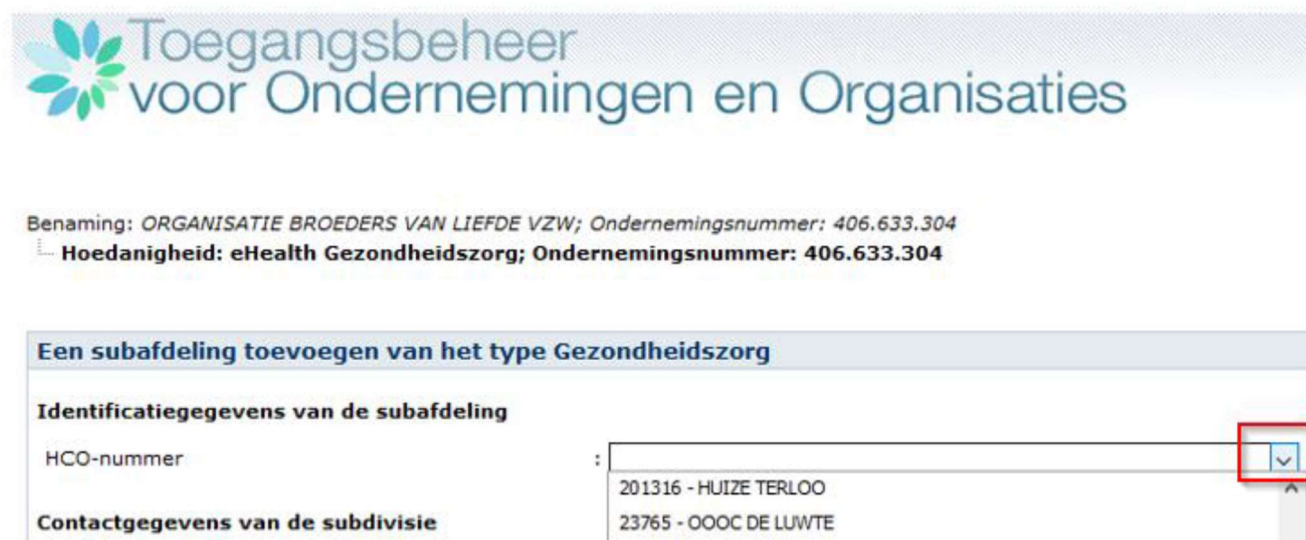 Toegangsbeheer
voor Ondernemingen en Organisaties
Benaming: ORGANISATIE BROEDERS VAN LIEFDE VZW; Ondernemingsnummer: 406.633.304
Hoedanigheid: eHealth Gezondheidszorg; Ondernemingsnummer: 406.633.304
Een subafdeling toevoegen van het type Gezondheidszorg
Identificatiegegevens van de subafdeling
HCO-nummer :
201316 - HUIZE TERLOO
Contactgegevens van de subdivisie 23765 - OOOC DE LUWTE